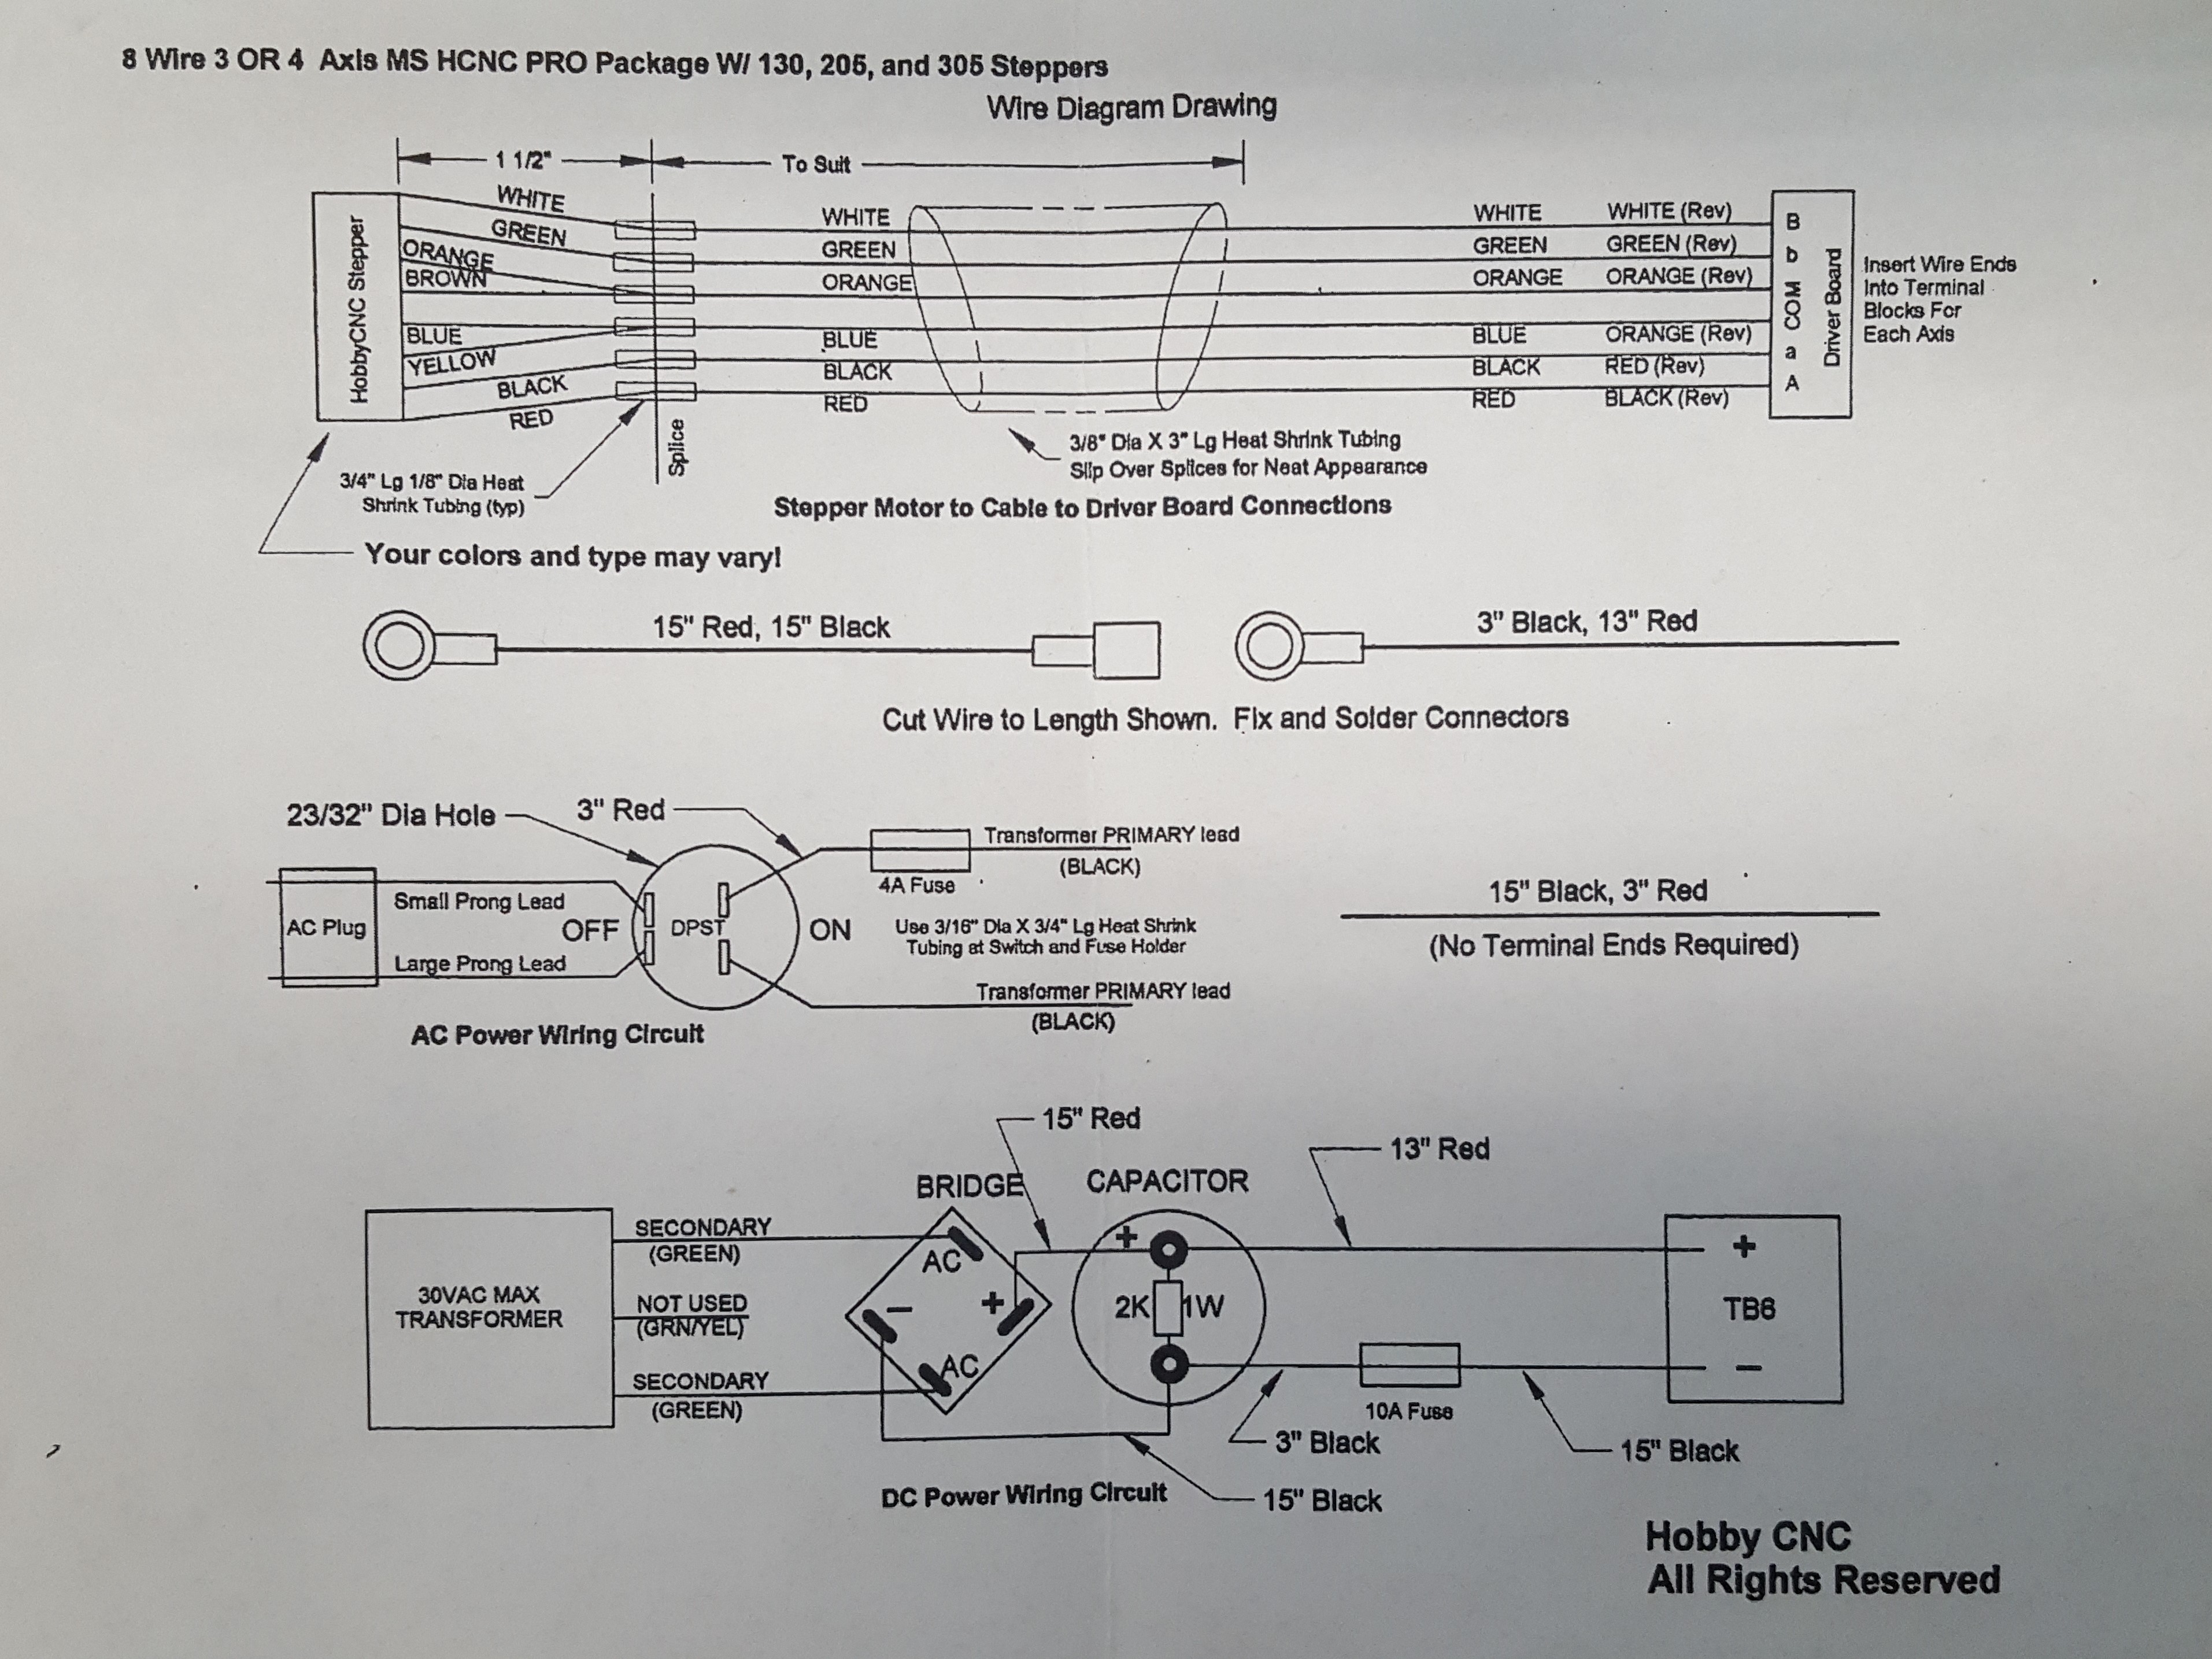 8 Wire 3 OR 4 Axis MS HCNC PRO Package W/ 130, 205, and 305 Steppers
Wire Diagram Drawing
1 1/2"
To Suit
HobbyCNC Stepper
WHITE
GREEN
ORANGE
BROWN
BLUE
YELLOW
BLACK
RED
Splice
WHITE
GREEN
ORANGE
BLUE
BLACK
RED
WHITE WHITE (Rev)
GREEN GREEN (Rev)
ORANGE ORANGE (Rev)
BLUE ORANGE (Rev)
BLACK RED (Rev)
RED BLACK (Rev)
B
b
COM
a
A
Driver Board
Insert Wire Ends
Into Terminal
Blocks For
Each Axis
3/4" Lg 1/8" Dia Heat
Shrink Tubing (typ)
3/8" Dia X 3" Lg Heat Shrink Tubing
Slip Over Splices for Neat Appearance
Stepper Motor to Cable to Driver Board Connections
Your colors and type may vary!
15" Red, 15" Black
3" Black, 13" Red
Cut Wire to Length Shown. Fix and Solder Connectors
23/32" Dia Hole
3" Red
Transformer PRIMARY lead
(BLACK)
4A Fuse
AC Plug
Small Prong Lead
OFF
DPST
ON
Large Prong Lead
Use 3/16" Dia X 3/4" Lg Heat Shrink
Tubing at Switch and Fuse Holder
Transformer PRIMARY lead
(BLACK)
AC Power Wiring Circuit
15" Black, 3" Red
(No Terminal Ends Required)
15" Red
13" Red
BRIDGE
CAPACITOR
30VAC MAX
TRANSFORMER
SECONDARY
(GREEN)
NOT USED
(GRN/YEL)
SECONDARY
(GREEN)
AC
−
+
AC
+
2K 1W
+
TB6
−
10A Fuse
3" Black
15" Black
15" Black
DC Power Wiring Circuit
Hobby CNC
All Rights Reserved